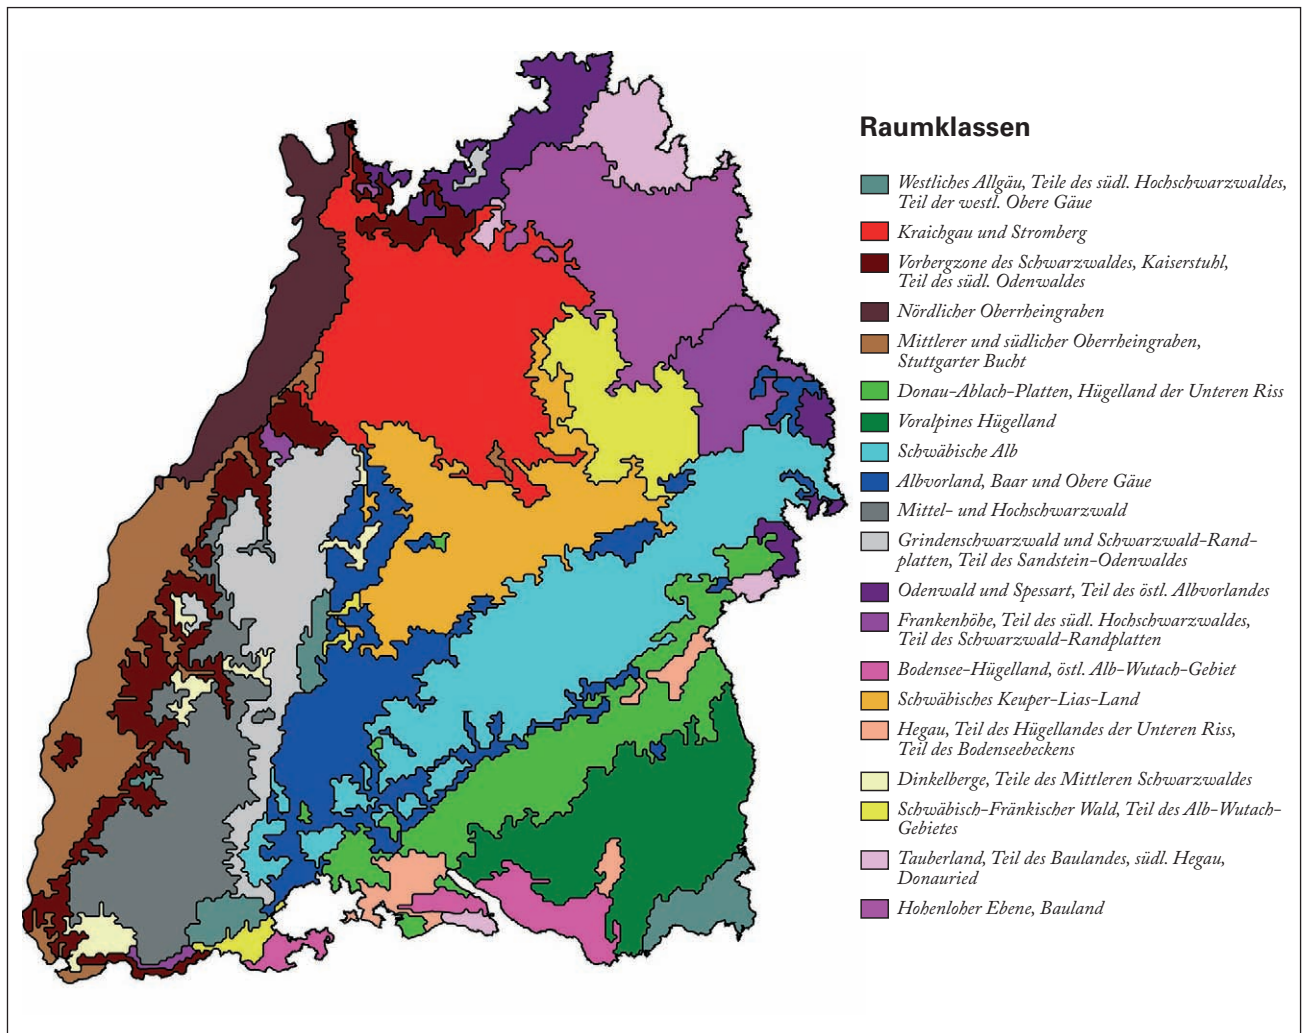 Raumklassen
Westliches Allgäu, Teile des südl. Hochschwarzwaldes,
Teil der westl. Obere Gäue
Kraichgau und Stromberg
Vorbergzone des Schwarzwaldes, Kaiserstuhl,
Teil des südl. Odenwaldes
Nördlicher Oberrheingraben
Mittlerer und südlicher Oberrheingraben,
Stuttgarter Bucht
Donau-Ablach-Platten, Hügelland der Unteren Riss
Voralpines Hügelland
Schwäbische Alb
Albvorland, Baar und Obere Gäue
Mittel- und Hochschwarzwald
Grindenschwarzwald und Schwarzwald-Rand-
platten, Teil des Sandstein-Odenwaldes
Odenwald und Spessart, Teil des östl. Albvorlandes
Frankenhöhe, Teil des südl. Hochschwarzwaldes,
Teil des Schwarzwald-Randplatten
Bodensee-Hügelland, östl. Alb-Wutach-Gebiet
Schwäbisches Keuper-Lias-Land
Hegau, Teil des Hügellandes der Unteren Riss,
Teil des Bodenseebeckens
Dinkelberge, Teile des Mittleren Schwarzwaldes
Schwäbisch-Fränkischer Wald, Teil des Alb-Wutach-
Gebietes
Tauberland, Teil des Baulandes, südl. Hegau,
Donauried
Hohenloher Ebene, Bauland